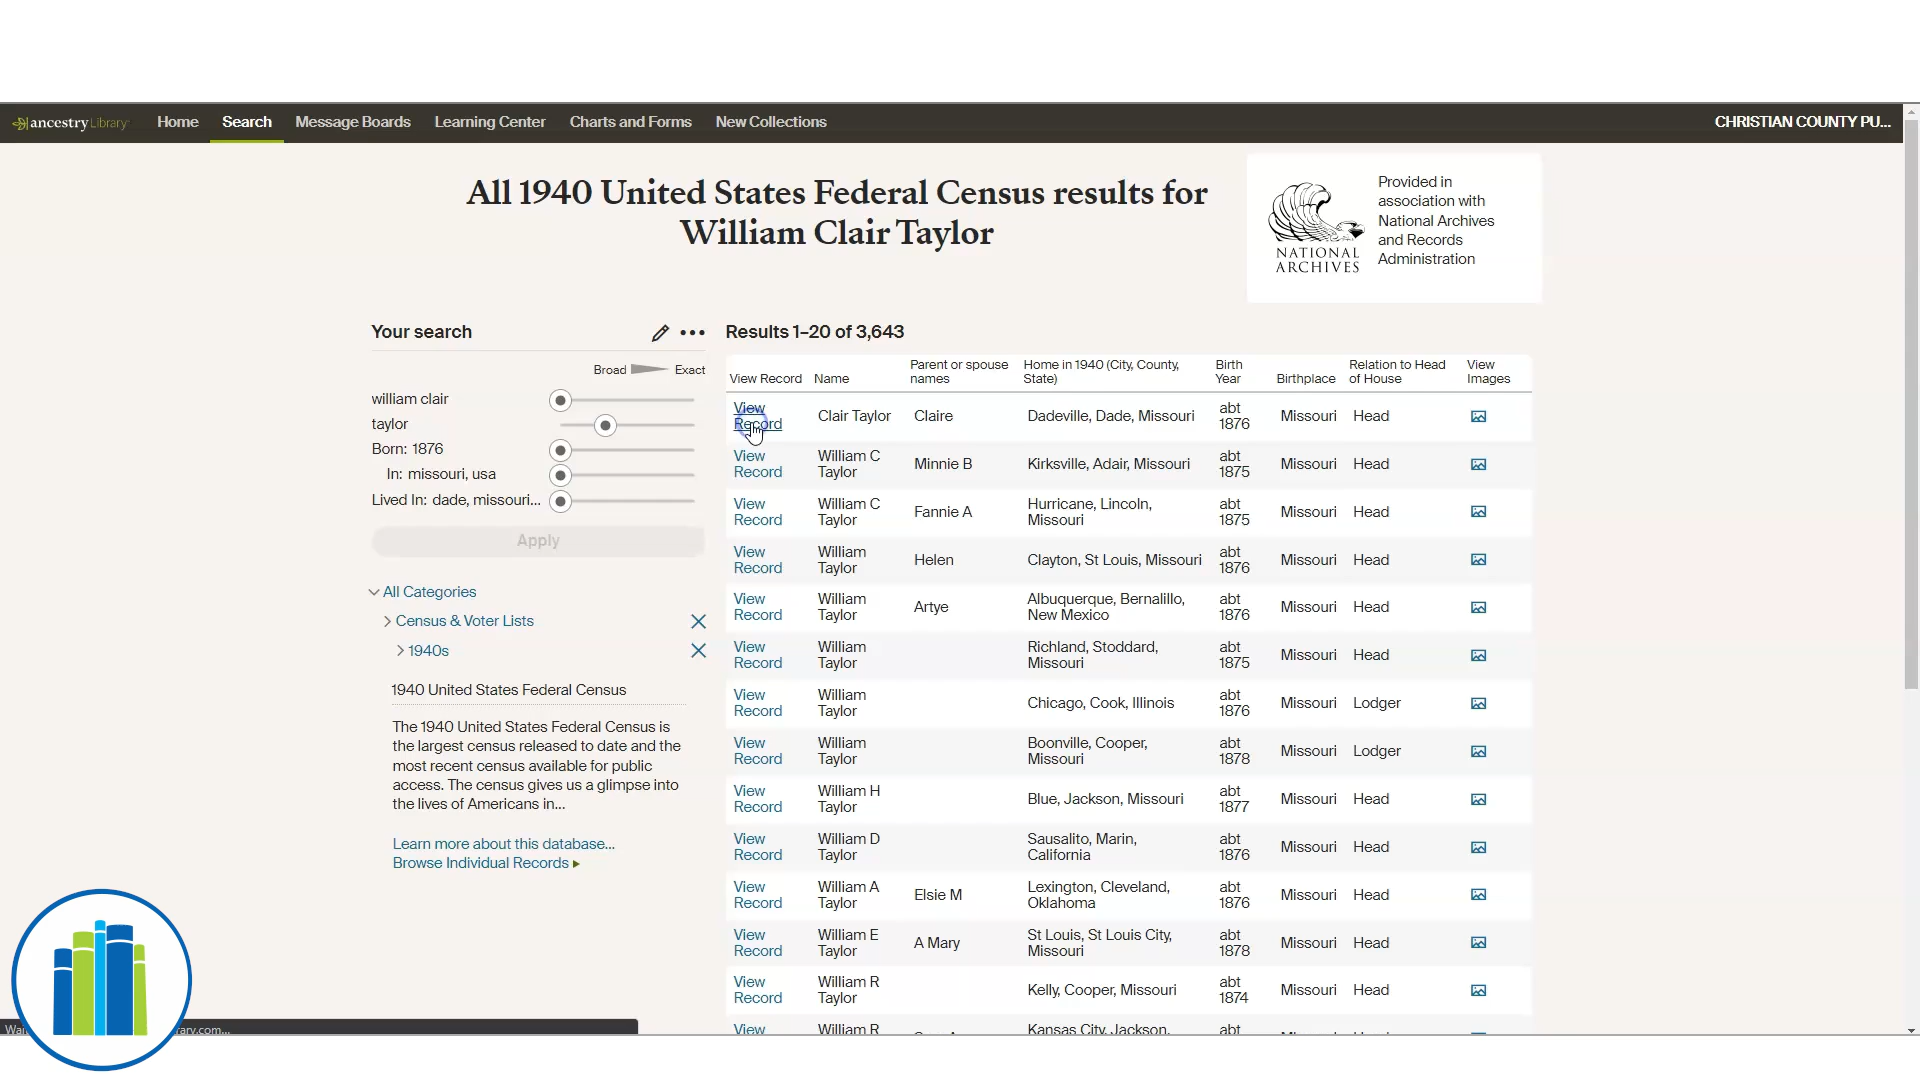 ancestryLibrary
Home
Search
Message Boards
Learning Center
Charts and Forms
New Collections
CHRISTIAN COUNTY PU...
All 1940 United States Federal Census results for
William Clair Taylor
NATIONAL
ARCHIVES
Provided in
association with
National Archives
and Records
Administration
Your search
Broad
Exact
william clair
taylor
Born: 1876
In: missouri, usa
Lived In: dade, missouri...
Apply
All Categories
Census & Voter Lists
1940s
1940 United States Federal Census
The 1940 United States Federal Census is
the largest census released to date and the
most recent census available for public
access. The census gives us a glimpse into
the lives of Americans in...
Learn more about this database...
Browse Individual Records
Results 1–20 of 3,643
View Record Name Parent or spouse names Home in 1940 (City, County, State) Birth Year Birthplace Relation to Head of House View Images
View Record Clair Taylor Claire Dadeville, Dade, Missouri abt 1876 Missouri Head
View Record William C Taylor Minnie B Kirksville, Adair, Missouri abt 1875 Missouri Head
View Record William C Taylor Fannie A Hurricane, Lincoln, Missouri abt 1875 Missouri Head
View Record William Taylor Helen Clayton, St Louis, Missouri abt 1876 Missouri Head
View Record William Taylor Artye Albuquerque, Bernalillo, New Mexico abt 1876 Missouri Head
View Record William Taylor Richland, Stoddard, Missouri abt 1875 Missouri Head
View Record William Taylor Chicago, Cook, Illinois abt 1876 Missouri Lodger
View Record William Taylor Boonville, Cooper, Missouri abt 1878 Missouri Lodger
View Record William H Taylor Blue, Jackson, Missouri abt 1877 Missouri Head
View Record William D Taylor Sausalito, Marin, California abt 1876 Missouri Head
View Record William A Taylor Elsie M Lexington, Cleveland, Oklahoma abt 1876 Missouri Head
View Record William E Taylor A Mary St Louis, St Louis City, Missouri abt 1878 Missouri Head
View Record William R Taylor Kelly, Cooper, Missouri abt 1874 Missouri Head
View William R Kansas City, Jackson, abt